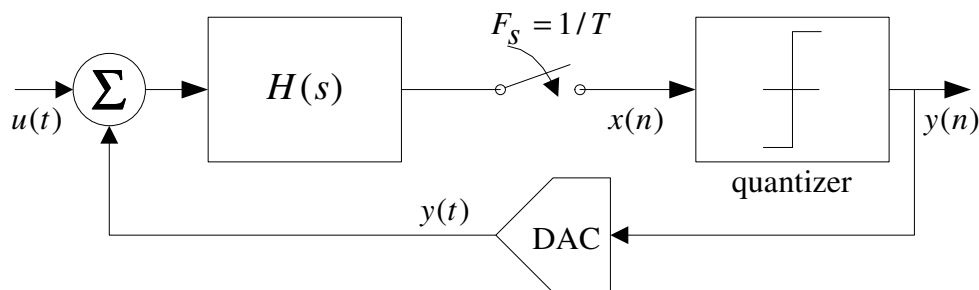 F_s = 1/T
Σ
H(s)
u(t)
x(n)
y(n)
quantizer
y(t)
DAC